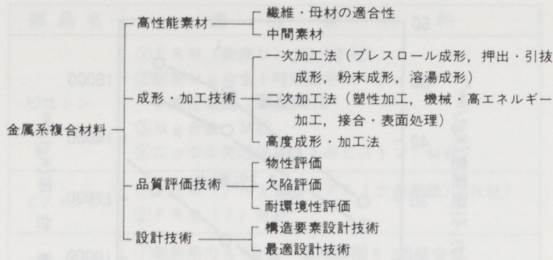 高性能素材
繊維・母材の適合性
中間素材
成形・加工技術
一次加工法（プレスロール成形，押出・引抜
成形，粉末成形，溶湯成形）
二次加工法（塑性加工，機械・高エネルギー
加工，接合・表面処理）
高度成形・加工法
金属系複合材料
品質評価技術
物性評価
欠陥評価
耐環境性評価
設計技術
構造要素設計技術
最適設計技術